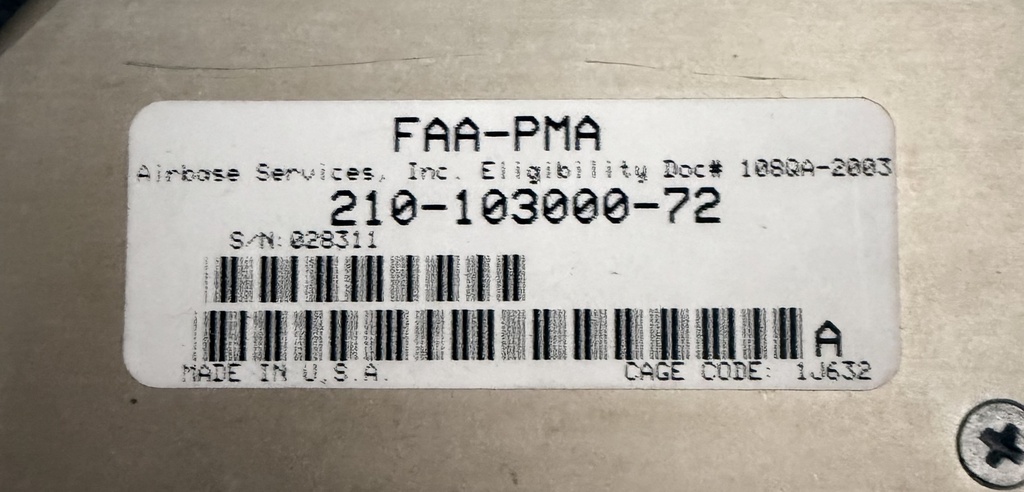 FAA-PMA
Airbase Services, Inc. Eligibility Doc# 108QA-2003
210-103000-72
S/N: 028311
A
MADE IN U.S.A.
CAGE CODE: 1J632